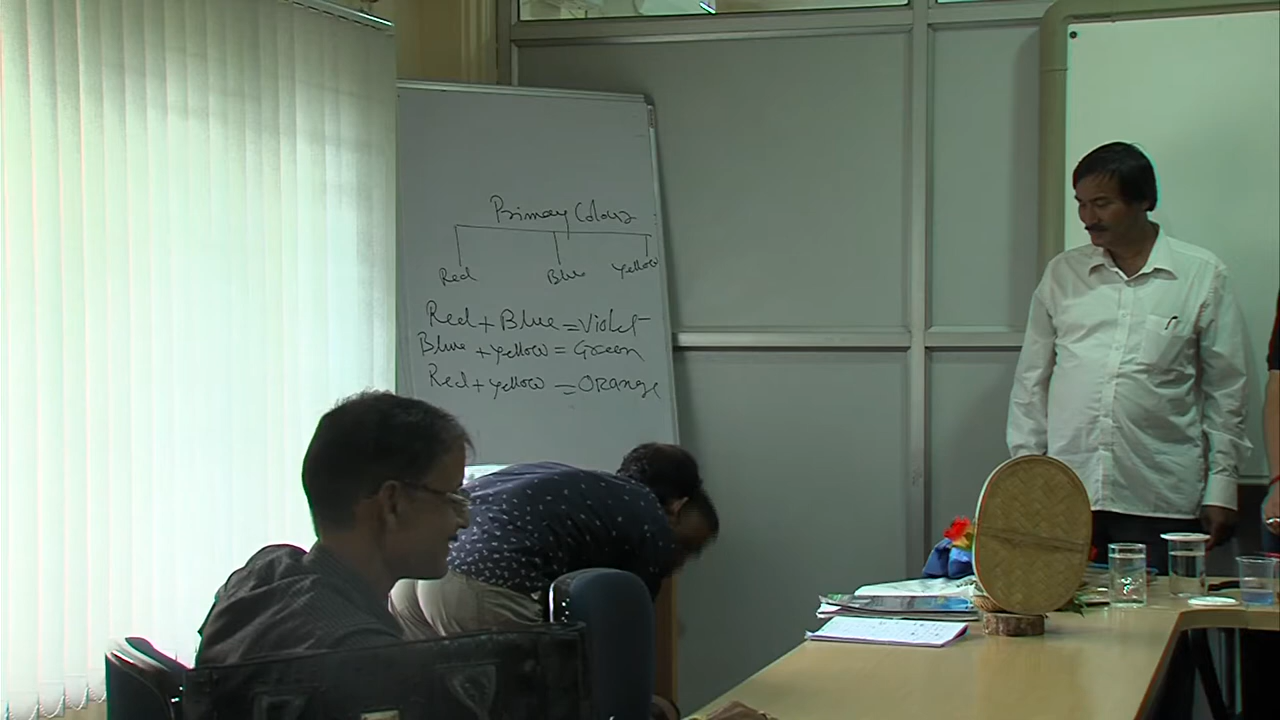 Primary Colours
Red Blue Yellow
Red + Blue = Violet
Blue + yellow = Green
Red + yellow = ORange